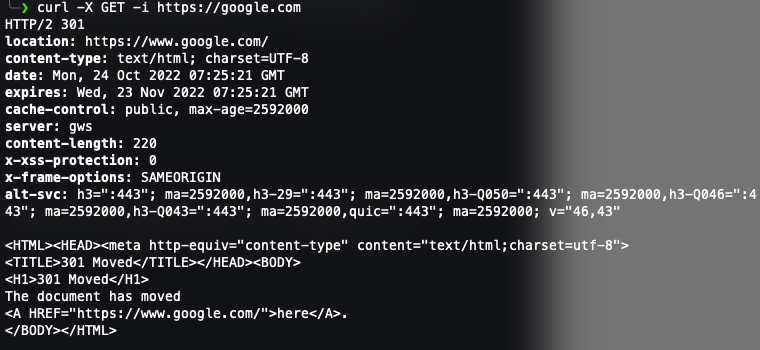 ❯ curl -X GET -i https://google.com
HTTP/2 301
location: https://www.google.com/
content-type: text/html; charset=UTF-8
date: Mon, 24 Oct 2022 07:25:21 GMT
expires: Wed, 23 Nov 2022 07:25:21 GMT
cache-control: public, max-age=2592000
server: gws
content-length: 220
x-xss-protection: 0
x-frame-options: SAMEORIGIN
alt-svc: h3=":443"; ma=2592000,h3-29=":443"; ma=2592000,h3-Q050=":443"; ma=2592000,h3-Q046=":4
43"; ma=2592000,h3-Q043=":443"; ma=2592000,quic=":443"; ma=2592000; v="46,43"

<HTML><HEAD><meta http-equiv="content-type" content="text/html;charset=utf-8">
<TITLE>301 Moved</TITLE></HEAD><BODY>
<H1>301 Moved</H1>
The document has moved
<A HREF="https://www.google.com/">here</A>.
</BODY></HTML>